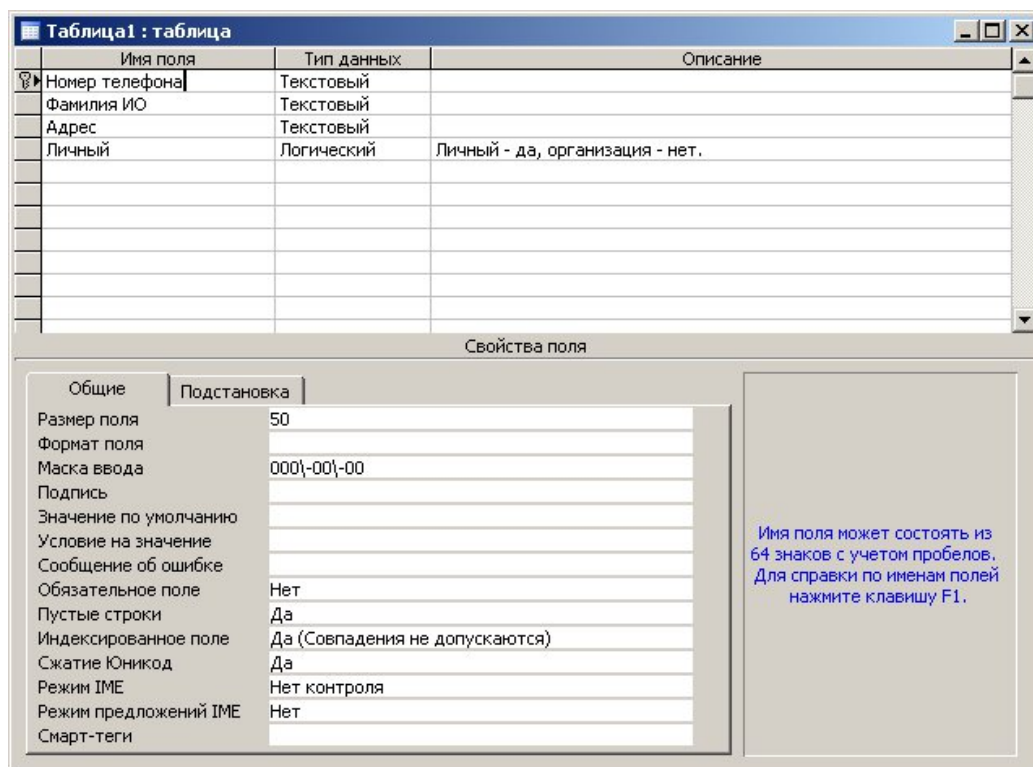 Таблица1 : таблица
Имя поля Тип данных Описание
Номер телефона Текстовый
Фамилия ИО Текстовый
Адрес Текстовый
Личный Логический Личный - да, организация - нет.
Свойства поля
Общие Подстановка
Размер поля 50
Формат поля
Маска ввода 000\-00\-00
Подпись
Значение по умолчанию
Условие на значение
Сообщение об ошибке
Обязательное поле Нет
Пустые строки Да
Индексированное поле Да (Совпадения не допускаются)
Сжатие Юникод Да
Режим IME Нет контроля
Режим предложений IME Нет
Смарт-теги
Имя поля может состоять из
64 знаков с учетом пробелов.
Для справки по именам полей
нажмите клавишу F1.